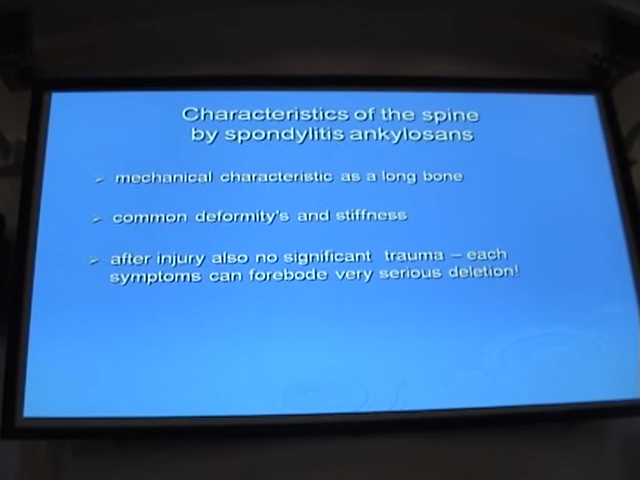 Characteristics of the spine
by spondylitis ankylosans
➢ mechanical characteristic as a long bone
➢ common deformity's and stiffness
➢ after injury also no significant trauma – each
symptoms can forebode very serious deletion!